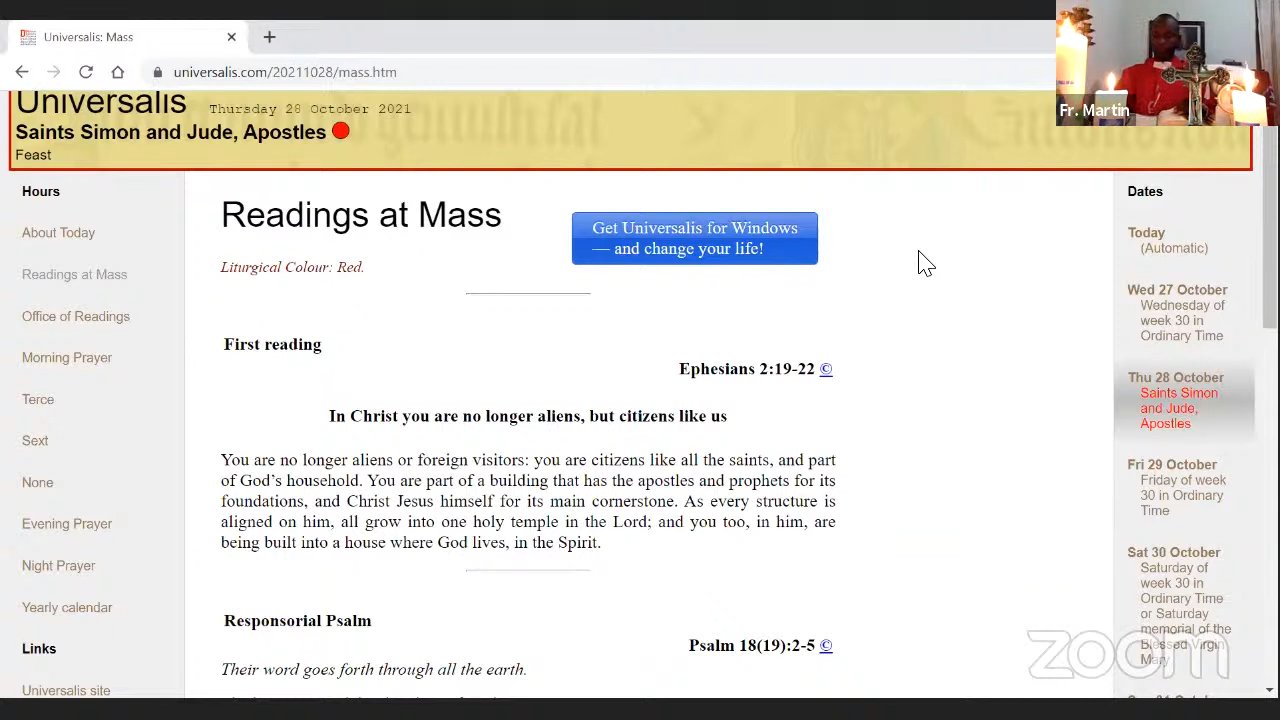 Universalis: Mass
universalis.com/20211028/mass.htm
Fr. Martin
Universalis Thursday 28 October 2021
Saints Simon and Jude, Apostles
Feast
Hours
About Today
Readings at Mass
Office of Readings
Morning Prayer
Terce
Sext
None
Evening Prayer
Night Prayer
Yearly calendar
Links
Universalis site
Readings at Mass
Get Universalis for Windows
— and change your life!
Liturgical Colour: Red.
First reading
Ephesians 2:19-22 ©
In Christ you are no longer aliens, but citizens like us
You are no longer aliens or foreign visitors: you are citizens like all the saints, and part
of God's household. You are part of a building that has the apostles and prophets for its
foundations, and Christ Jesus himself for its main cornerstone. As every structure is
aligned on him, all grow into one holy temple in the Lord; and you too, in him, are
being built into a house where God lives, in the Spirit.
Responsorial Psalm
Psalm 18(19):2-5 ©
Their word goes forth through all the earth.
Dates
Today
(Automatic)
Wed 27 October
Wednesday of
week 30 in
Ordinary Time
Thu 28 October
Saints Simon
and Jude,
Apostles
Fri 29 October
Friday of week
30 in Ordinary
Time
Sat 30 October
Saturday of
week 30 in
Ordinary Time
or Saturday
memorial of the
Blessed Virgin
Mary
zoom